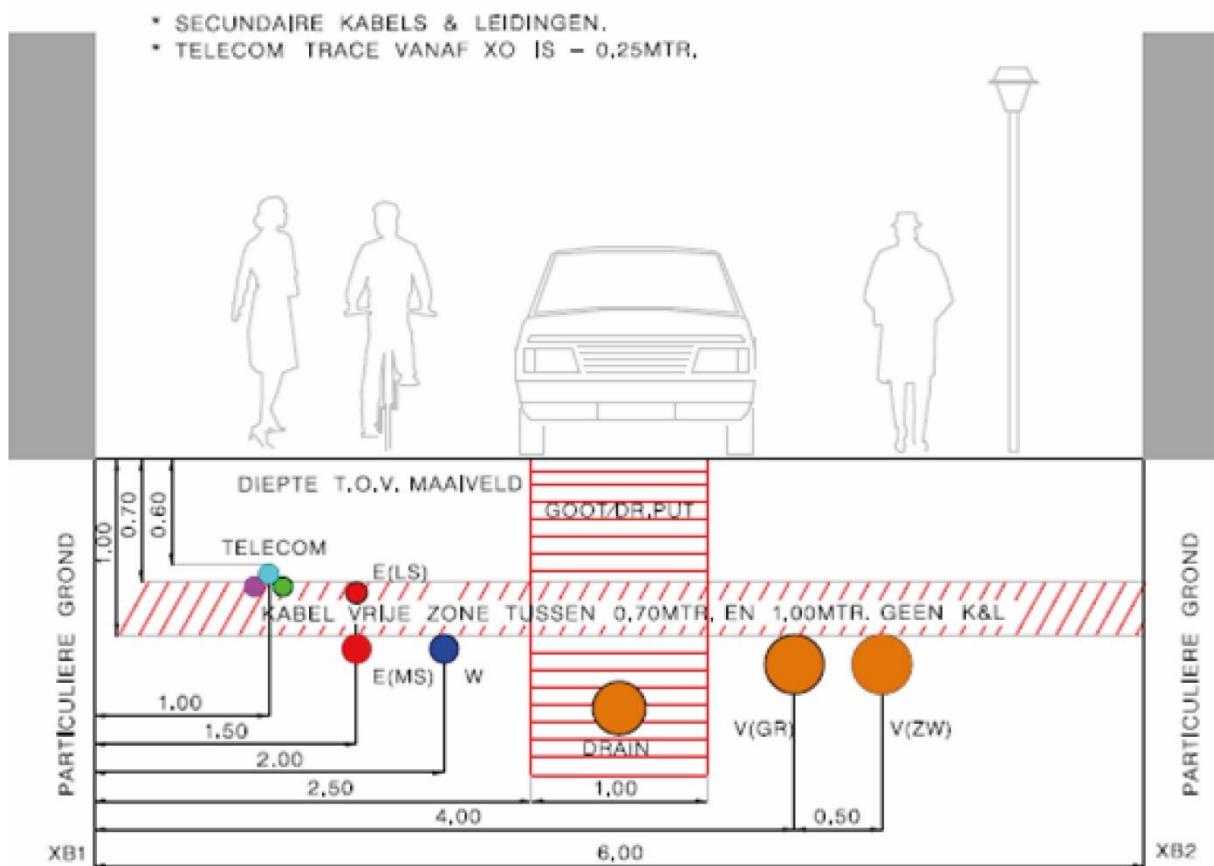 * SECUNDAIRE KABELS & LEIDINGEN.
* TELECOM TRACE VANAF XO IS - 0,25MTR.
DIEPTE T.O.V. MAAIVELD
GOOT/DR.PUT
1.00
0.70
0.60
TELECOM
E(LS)
KABEL VRIJE ZONE TUSSEN 0,70MTR. EN 1,00MTR. GEEN K&L
E(MS)
W
DRAIN
V(GR)
V(ZW)
1.00
1.50
2.00
2.50
1.00
4.00
0.50
6.00
PARTICULIERE GROND
PARTICULIERE GROND
XB1
XB2